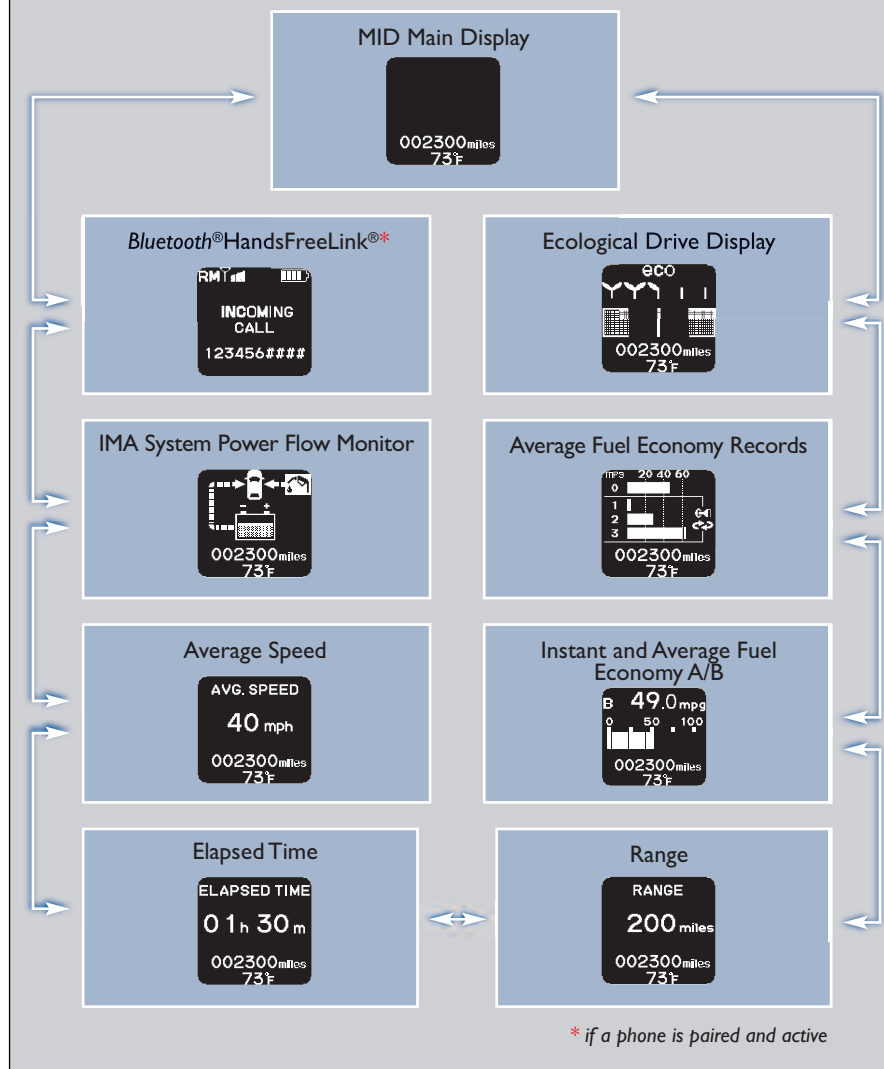 MID Main Display
002300miles
73°F
Bluetooth®HandsFreeLink®*
RM
INCOMING
CALL
123456####
Ecological Drive Display
eco
002300miles
73°F
IMA System Power Flow Monitor
- +
002300miles
73°F
Average Fuel Economy Records
mpg 20 40 60
0
1
2
3
002300miles
73°F
Average Speed
AVG. SPEED
40 mph
002300miles
73°F
Instant and Average Fuel
Economy A/B
B 49.0 mpg
0 50 100
002300miles
73°F
Elapsed Time
ELAPSED TIME
01h 30m
002300miles
73°F
Range
RANGE
200 miles
002300miles
73°F
* if a phone is paired and active